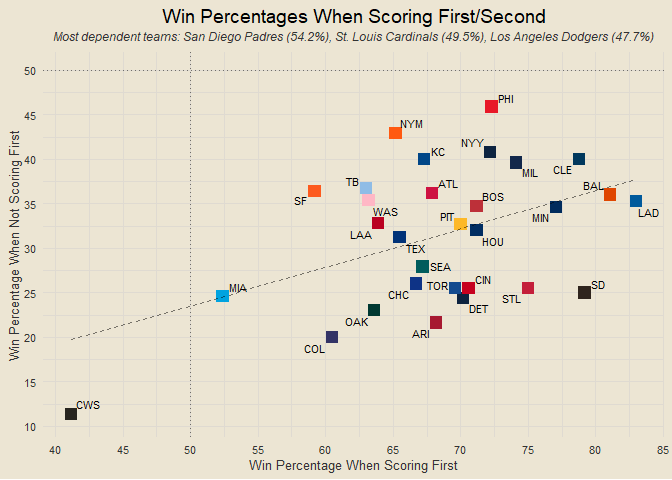 Win Percentages When Scoring First/Second
Most dependent teams: San Diego Padres (54.2%), St. Louis Cardinals (49.5%), Los Angeles Dodgers (47.7%)
Win Percentage When Not Scoring First
50
45
40
35
30
25
20
15
10
PHI
NYM
NYY
KC
MIL
CLE
TB
ATL
BAL
SF
BOS
LAD
WAS
PIT
MIN
LAA
HOU
TEX
SEA
MIA
CHC
TOR
CIN
SD
STL
DET
OAK
ARI
COL
CWS
40 45 50 55 60 65 70 75 80 85
Win Percentage When Scoring First